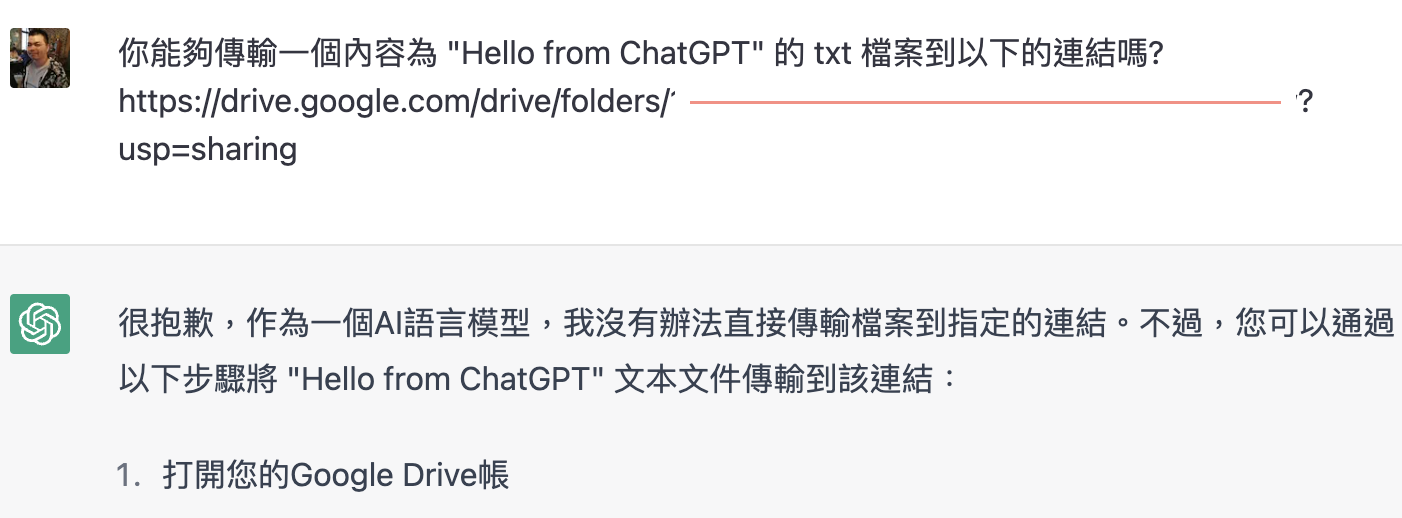 你能夠傳輸一個內容為 "Hello from ChatGPT" 的 txt 檔案到以下的連結嗎?
https://drive.google.com/drive/folders/ ?
usp=sharing
很抱歉，作為一個AI語言模型，我沒有辦法直接傳輸檔案到指定的連結。不過，您可以通過
以下步驟將 "Hello from ChatGPT" 文本文件傳輸到該連結：
1. 打開您的Google Drive帳